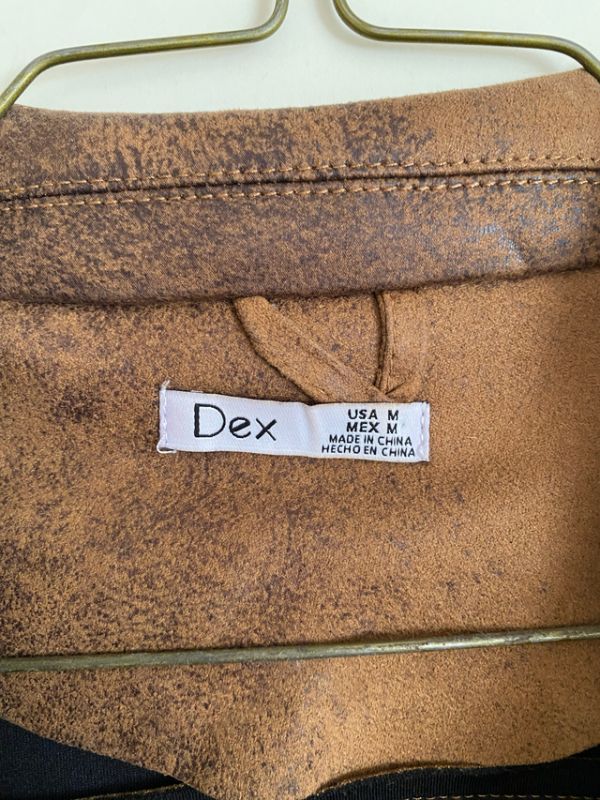 Dex
USA M
MEX M
MADE IN CHINA
HECHO EN CHINA